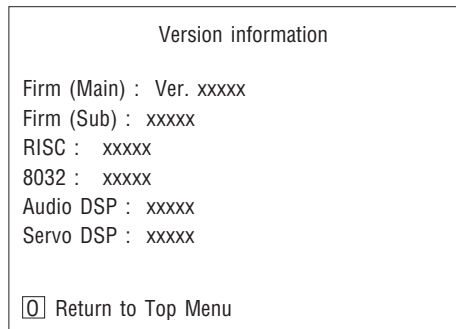 Version information
Firm (Main) : Ver. xxxxx
Firm (Sub) : xxxxx
RISC : xxxxx
8032 : xxxxx
Audio DSP : xxxxx
Servo DSP : xxxxx
0 Return to Top Menu